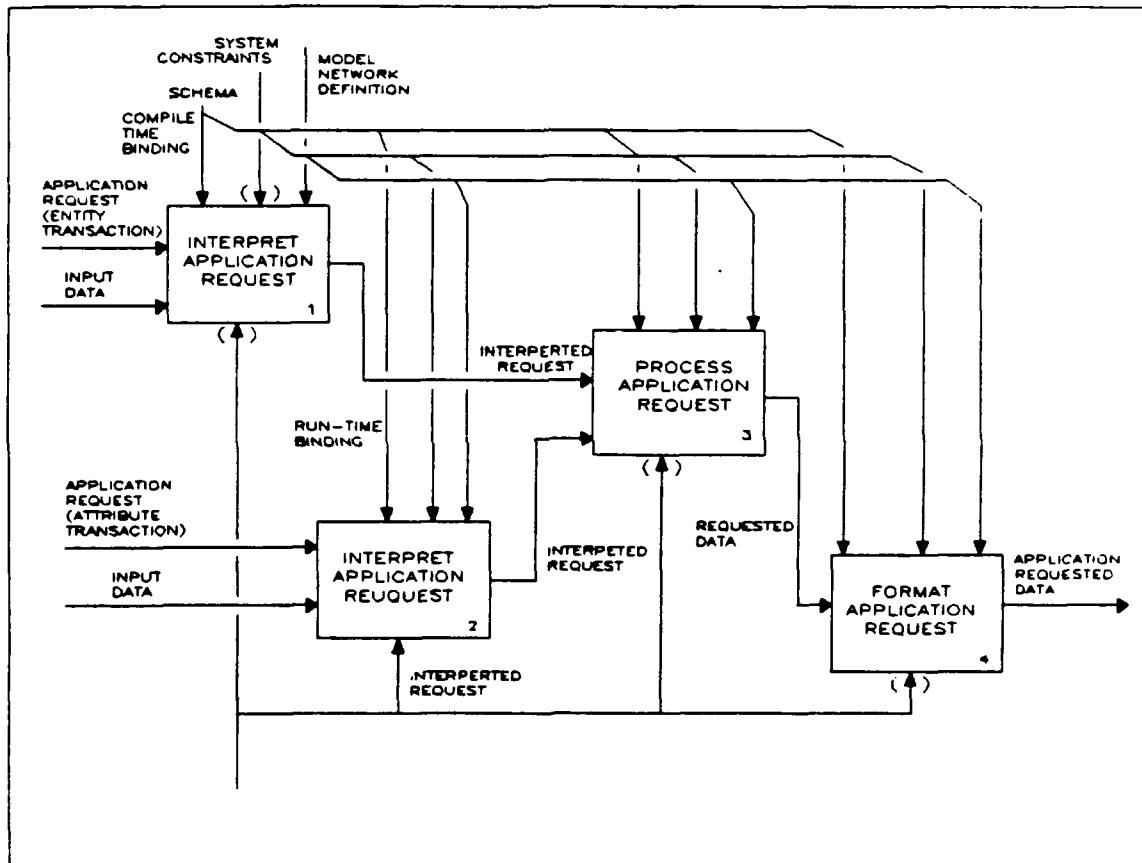 SYSTEM
CONSTRAINTS
MODEL
NETWORK
DEFINITION
SCHEMA
COMPILE
TIME
BINDING
( )
APPLICATION
REQUEST
(ENTITY
TRANSACTION)
INPUT
DATA
INTERPRET
APPLICATION
REQUEST
1
( )
INTERPERTED
REQUEST
PROCESS
APPLICATION
REQUEST
3
( )
RUN-TIME
BINDING
APPLICATION
REQUEST
(ATTRIBUTE
TRANSACTION)
INPUT
DATA
INTERPRET
APPLICATION
REUQUEST
2
INTERPETED
REQUEST
REQUESTED
DATA
FORMAT
APPLICATION
REQUEST
4
( )
APPLICATION
REQUESTED
DATA
INTERPERTED
REQUEST